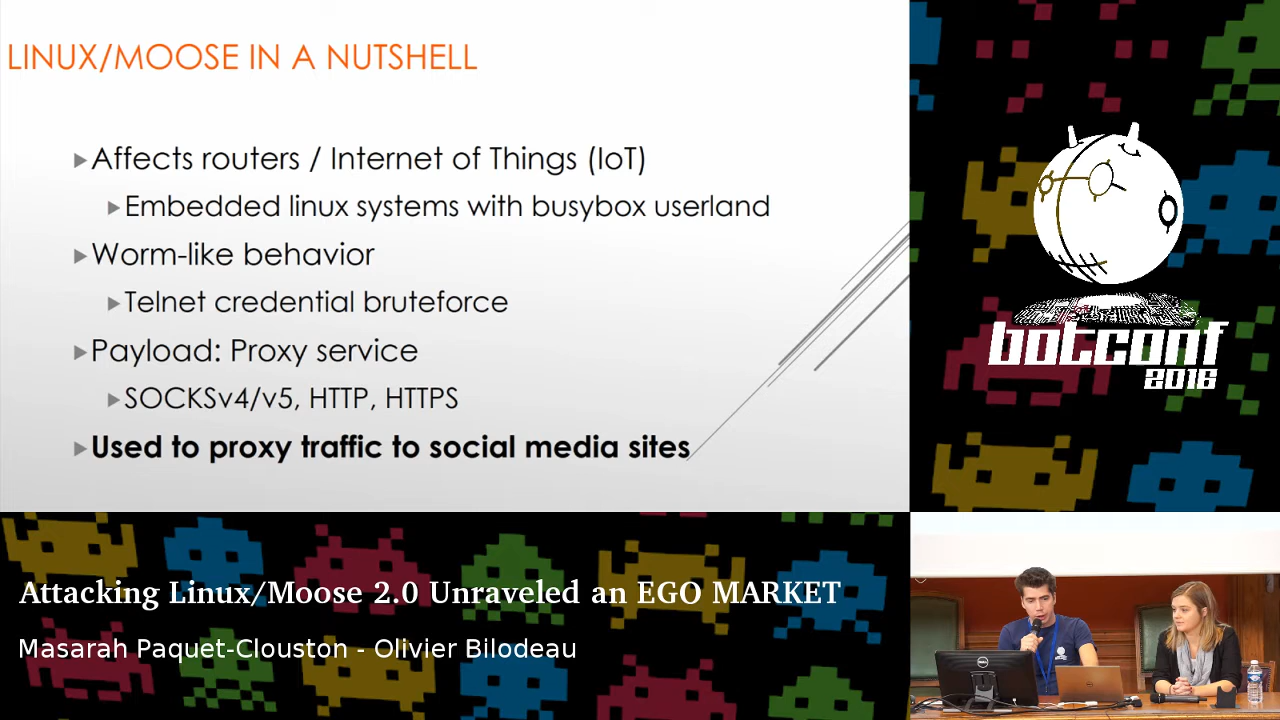 LINUX/MOOSE IN A NUTSHELL
Affects routers / Internet of Things (IoT)
Embedded linux systems with busybox userland
Worm-like behavior
Telnet credential bruteforce
Payload: Proxy service
SOCKSv4/v5, HTTP, HTTPS
Used to proxy traffic to social media sites
botconf
2016
Attacking Linux/Moose 2.0 Unraveled an EGO MARKET
Masarah Paquet-Clouston - Olivier Bilodeau
DELL